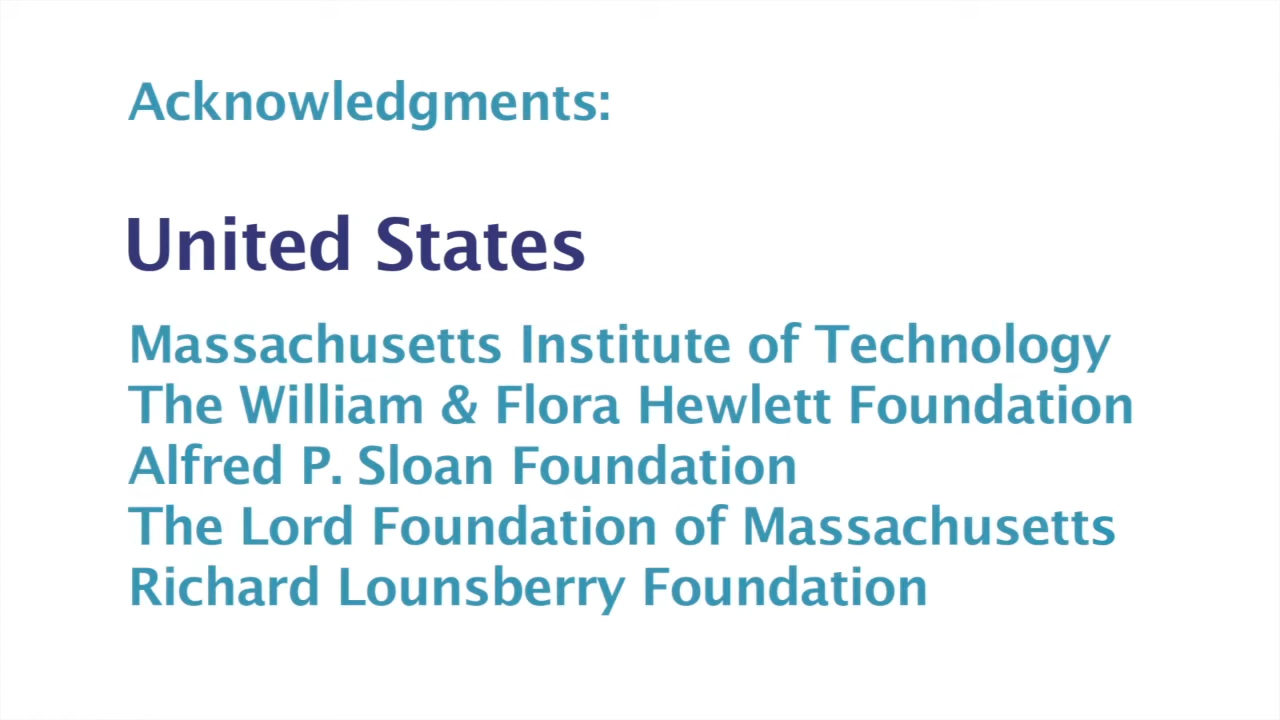 Acknowledgments:
United States
Massachusetts Institute of Technology
The William & Flora Hewlett Foundation
Alfred P. Sloan Foundation
The Lord Foundation of Massachusetts
Richard Lounsberry Foundation